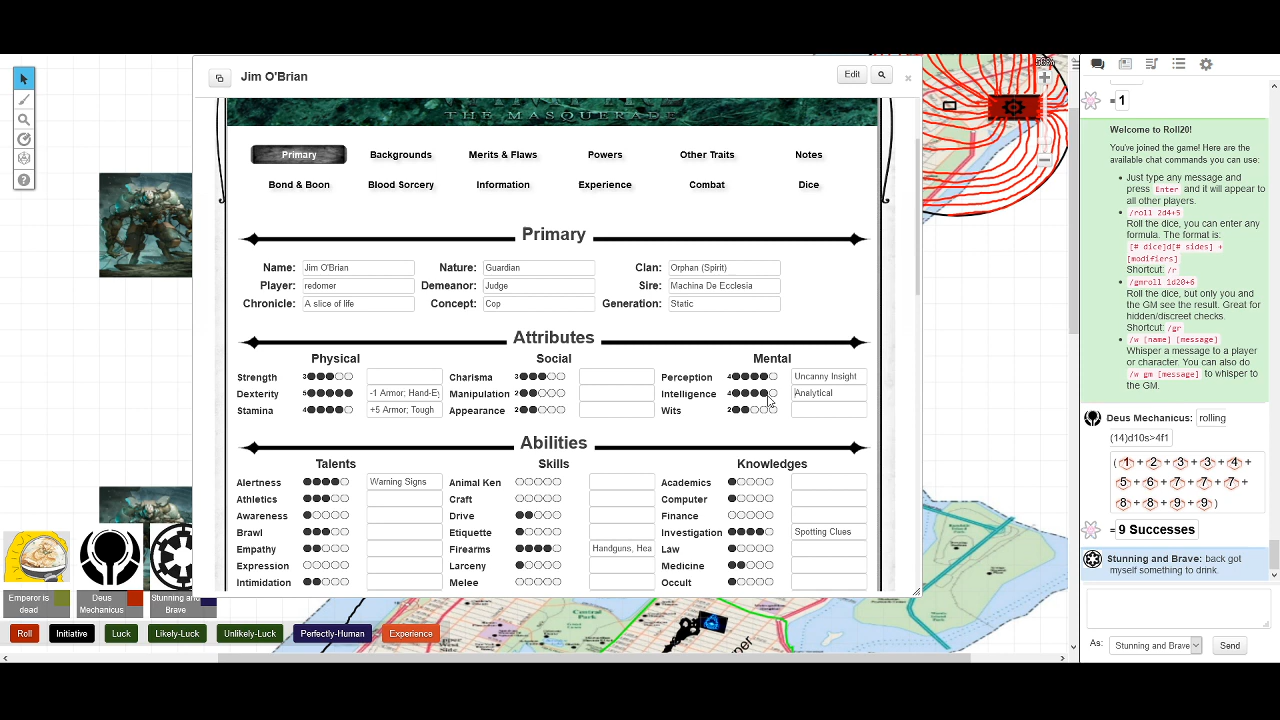 Jim O'Brian
Edit
THE MASQUERADE
Primary Backgrounds Merits & Flaws Powers Other Traits Notes
Bond & Boon Blood Sorcery Information Experience Combat Dice
Primary
Name: Jim O'Brian Nature: Guardian Clan: Orphan (Spirit)
Player: redomer Demeanor: Judge Sire: Machina De Ecclesia
Chronicle: A slice of life Concept: Cop Generation: Static
Attributes
Physical Social Mental
Strength 3 Charisma 3 Perception 4 Uncanny Insight
Dexterity 5 -1 Armor; Hand-Ey Manipulation 2 Intelligence 4 Analytical
Stamina 4 +5 Armor; Tough Appearance 2 Wits 2
Abilities
Talents Skills Knowledges
Alertness Warning Signs Animal Ken Academics
Athletics Craft Computer
Awareness Drive Finance
Brawl Etiquette Investigation Spotting Clues
Empathy Firearms Handguns, Hea Law
Expression Larceny Medicine
Intimidation Melee Occult
Emperor is dead
Deus Mechanicus
Stunning and Brave
Roll Initiative Luck Likely-Luck Unlikely-Luck Perfectly-Human Experience
Central Park
= 1
Welcome to Roll20!
You've joined the game! Here are the
available chat commands you can use:
Just type any message and
press Enter and it will appear to
all other players.
/roll 2d4+5
Roll the dice, you can enter any
formula. The format is:
[# dice]d[# sides] +
[modifiers]
Shortcut: /r
/gmroll 1d20+6
Roll the dice, but only you and
the GM see the result. Great for
hidden/discreet checks.
Shortcut: /gr
/w [name] [message]
Whisper a message to a player
or character. You can also do
/w gm [message] to whisper to
the GM.
Deus Mechanicus: rolling
(14)d10s>4f1
(1+2+3+3+4+
5+6+7+7+7+
8+8+9+9)
= 9 Successes
Stunning and Brave: back got
myself something to drink
As: Stunning and Brave Send